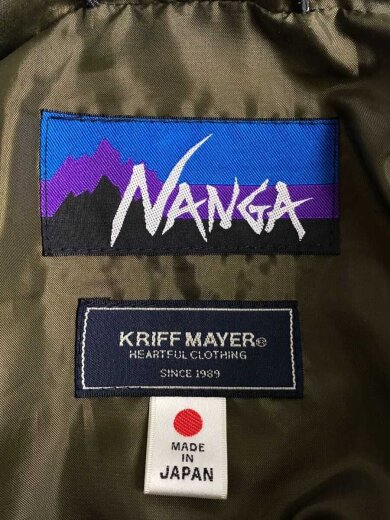 NANGA
KRIFF MAYER®
HEARTFUL CLOTHING
SINCE 1989
MADE
IN
JAPAN